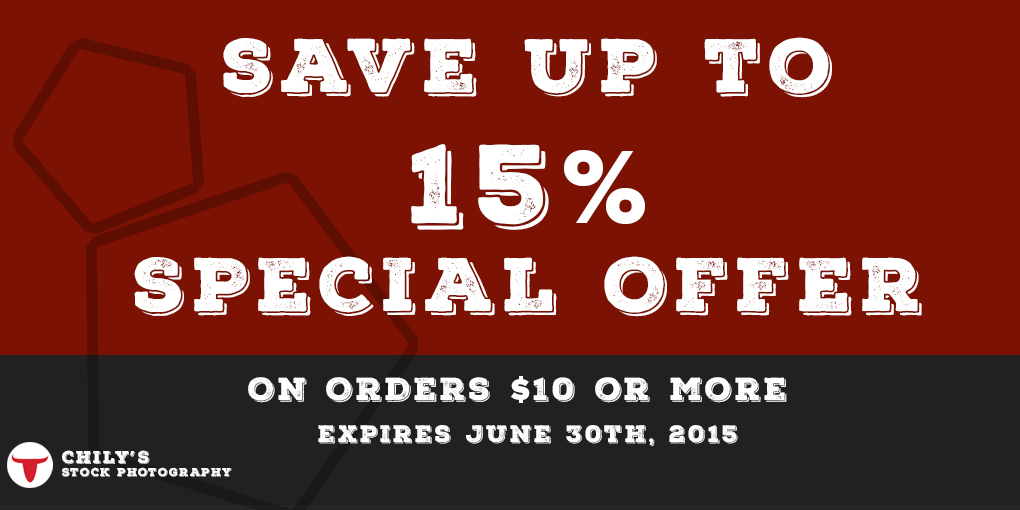 SAVE UP TO
15%
SPECIAL OFFER
ON ORDERS $10 OR MORE
EXPIRES JUNE 30TH, 2015
CHILY'S
STOCK PHOTOGRAPHY